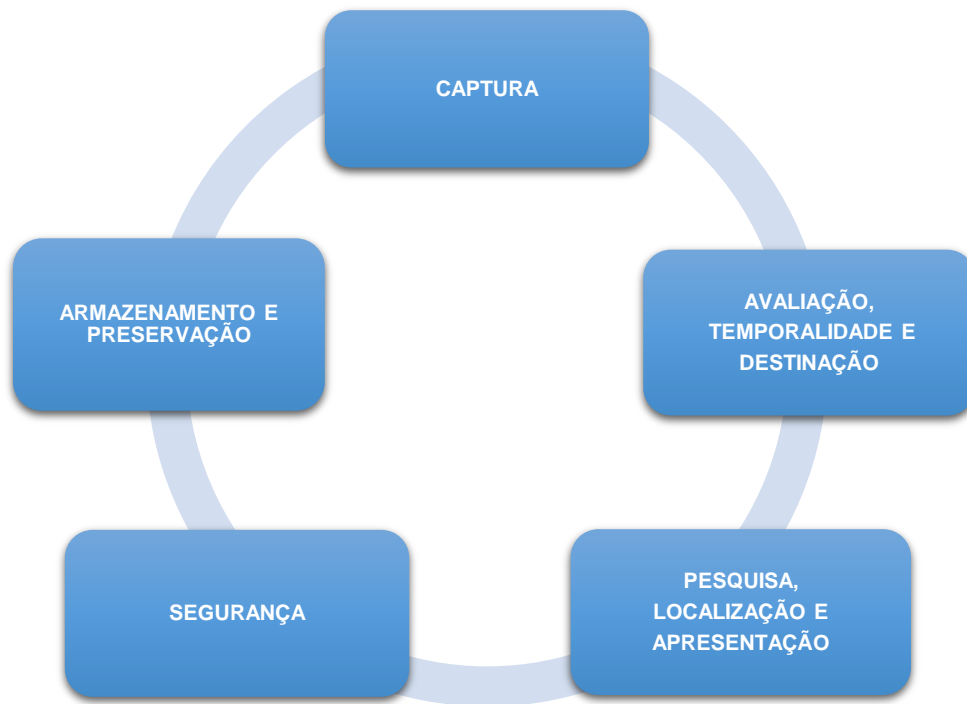 CAPTURA
AVALIAÇÃO,
TEMPORALIDADE E
DESTINAÇÃO
PESQUISA,
LOCALIZAÇÃO E
APRESENTAÇÃO
SEGURANÇA
ARMAZENAMENTO E
PRESERVAÇÃO